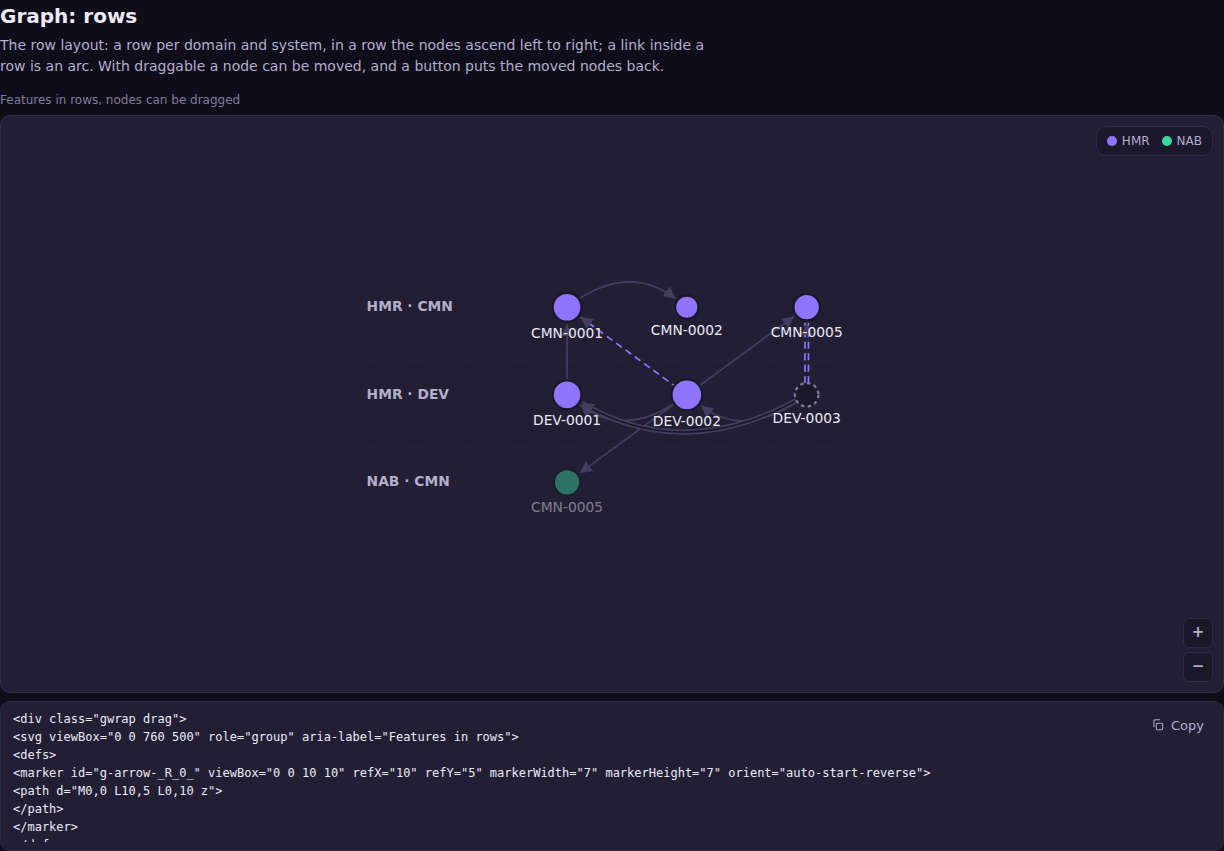 Graph: rows
The row layout: a row per domain and system, in a row the nodes ascend left to right; a link inside a
row is an arc. With draggable a node can be moved, and a button puts the moved nodes back.
Features in rows, nodes can be dragged
HMR NAB
HMR · CMN
CMN-0001 CMN-0002 CMN-0005
HMR · DEV
DEV-0001 DEV-0002 DEV-0003
NAB · CMN
CMN-0005
+
−
Copy
<div class="gwrap drag">
<svg viewBox="0 0 760 500" role="group" aria-label="Features in rows">
<defs>
<marker id="g-arrow-_R_0_" viewBox="0 0 10 10" refX="10" refY="5" markerWidth="7" markerHeight="7" orient="auto-start-reverse">
<path d="M0,0 L10,5 L0,10 z">
</path>
</marker>